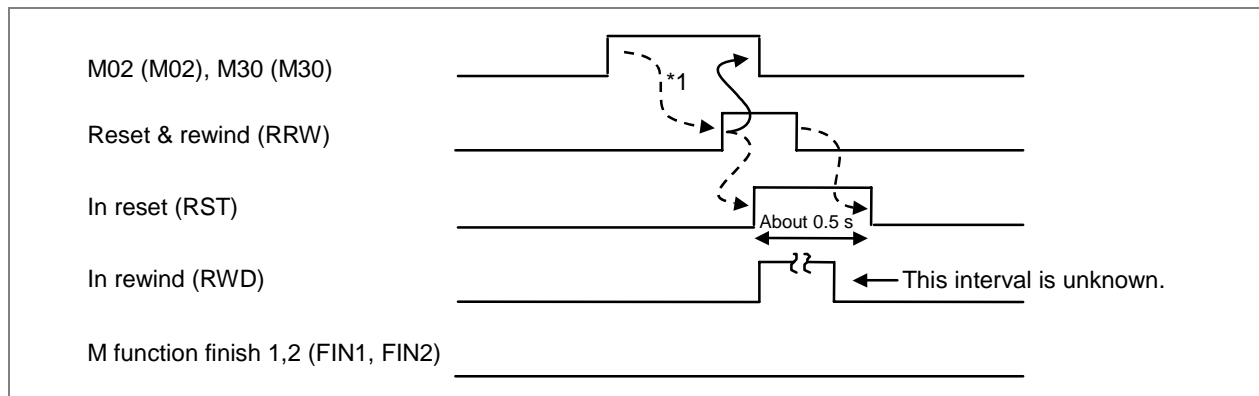 M02 (M02), M30 (M30)
*1
Reset & rewind (RRW)
In reset (RST)
About 0.5 s
In rewind (RWD)
This interval is unknown.
M function finish 1,2 (FIN1, FIN2)